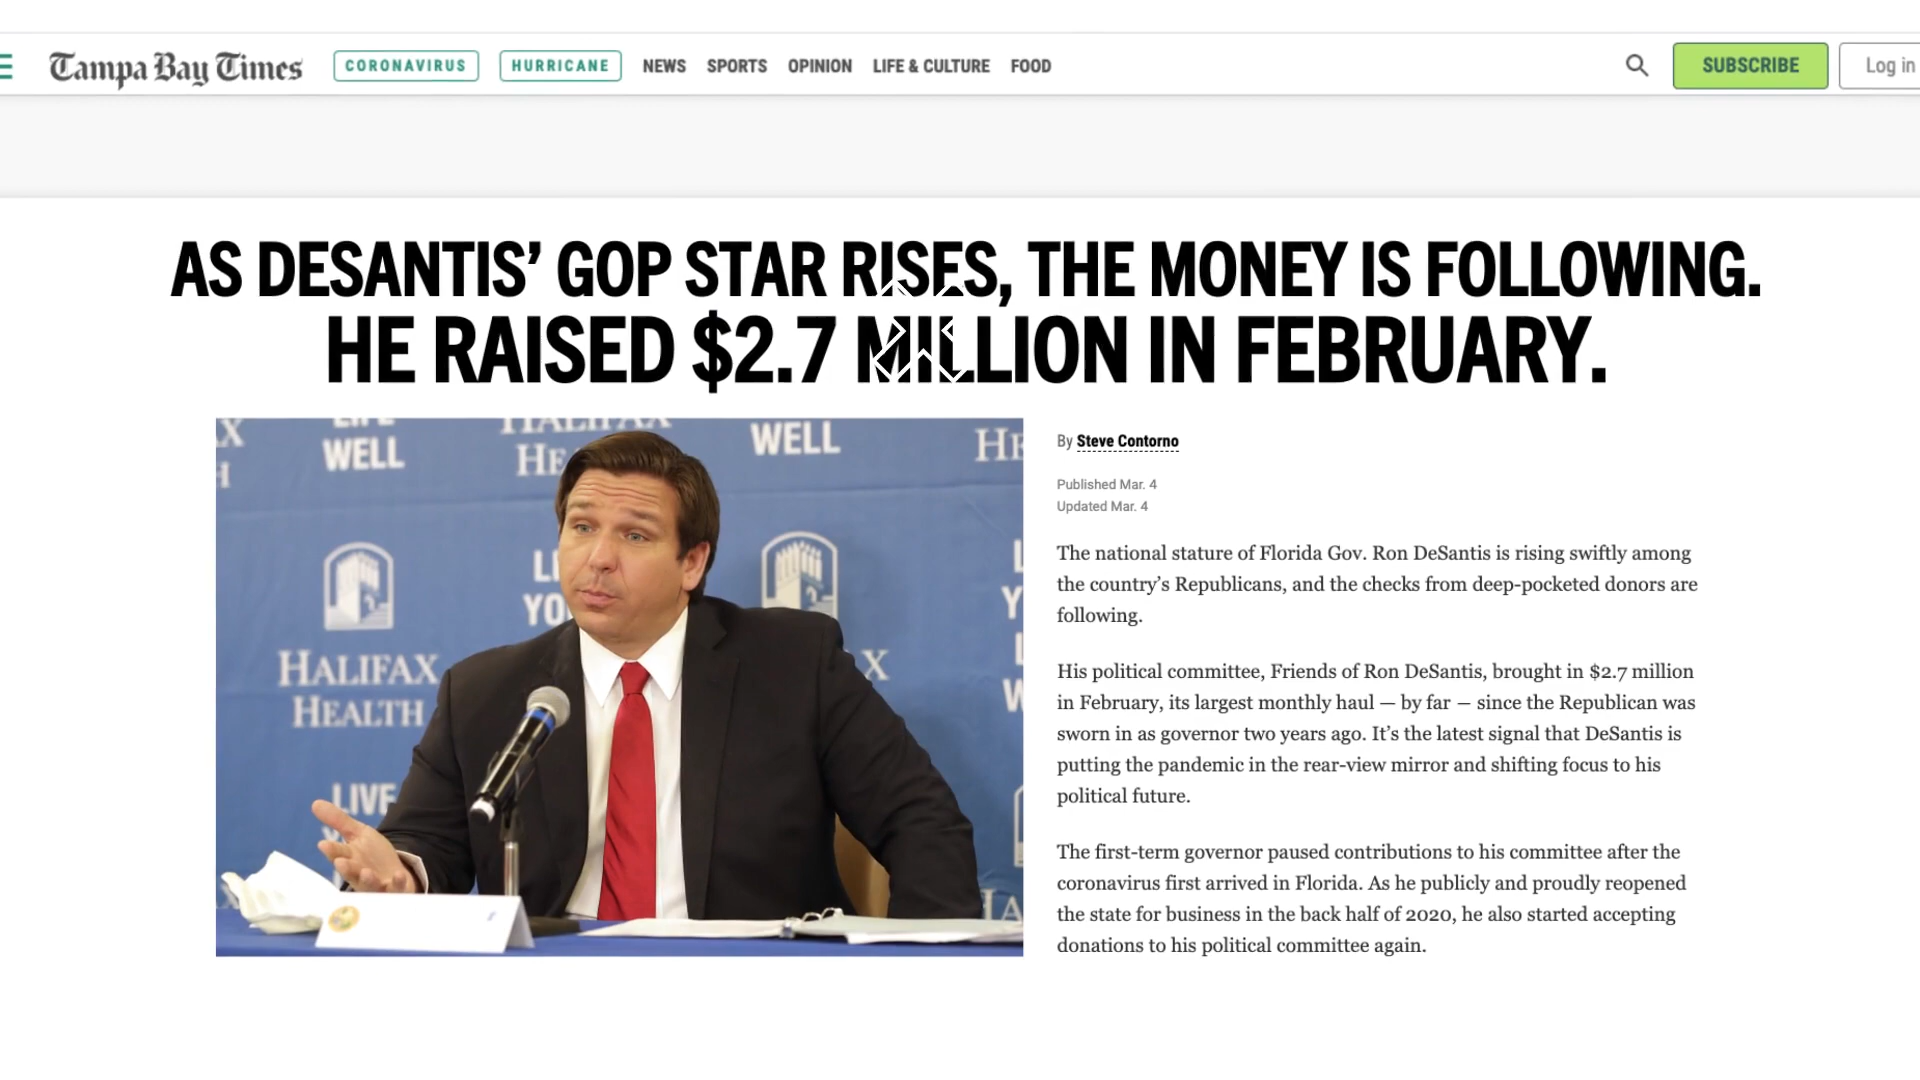 Tampa Bay Times
CORONAVIRUS
HURRICANE
NEWS
SPORTS
OPINION
LIFE & CULTURE
FOOD
SUBSCRIBE
Log in
AS DESANTIS’ GOP STAR RISES, THE MONEY IS FOLLOWING.
HE RAISED $2.7 MILLION IN FEBRUARY.
WELL
HALIFAX
HE
WELL
HE
HALIFAX
HEALTH
LI
YO
X
LIVE
By Steve Contorno
Published Mar. 4
Updated Mar. 4
The national stature of Florida Gov. Ron DeSantis is rising swiftly among
the country’s Republicans, and the checks from deep-pocketed donors are
following.
His political committee, Friends of Ron DeSantis, brought in $2.7 million
in February, its largest monthly haul — by far — since the Republican was
sworn in as governor two years ago. It’s the latest signal that DeSantis is
putting the pandemic in the rear-view mirror and shifting focus to his
political future.
The first-term governor paused contributions to his committee after the
coronavirus first arrived in Florida. As he publicly and proudly reopened
the state for business in the back half of 2020, he also started accepting
donations to his political committee again.